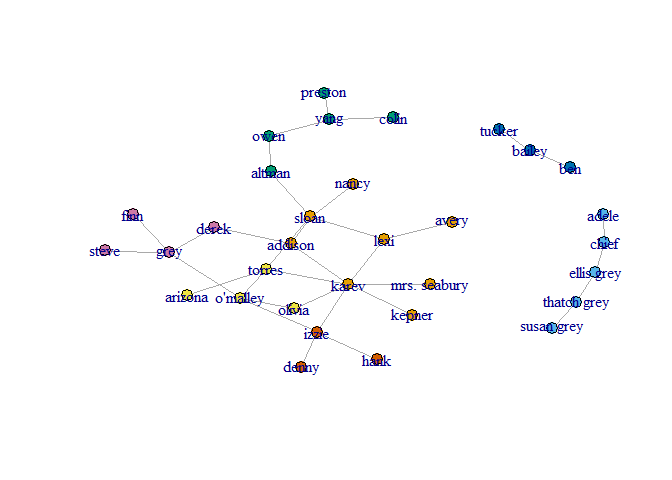 preston
yang
colin
owen
tucker
bailey
ben
altman
nancy
finn
derek
sloan
avery
adele
steve
grey
addison
lexi
chief
torres
ellis grey
arizona
o'malley
olivia
karev
mrs. seabury
thatch grey
kepner
susan grey
izzie
denny
hank